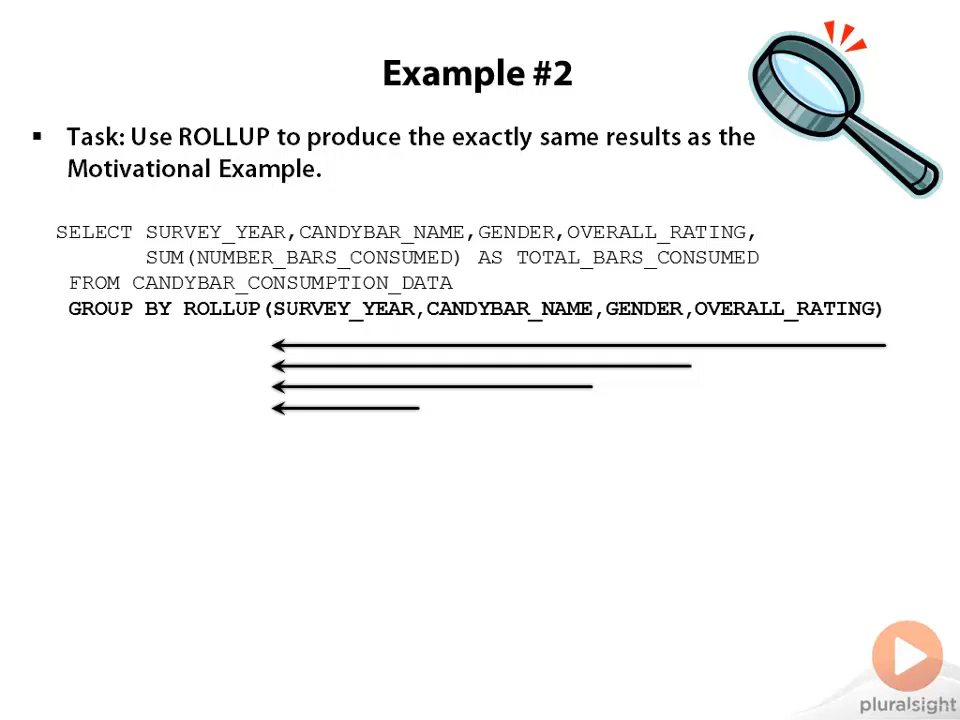 Example #2
▪ Task: Use ROLLUP to produce the exactly same results as the
Motivational Example.
SELECT SURVEY_YEAR,CANDYBAR_NAME,GENDER,OVERALL_RATING,
SUM(NUMBER_BARS_CONSUMED) AS TOTAL_BARS_CONSUMED
FROM CANDYBAR_CONSUMPTION_DATA
GROUP BY ROLLUP(SURVEY_YEAR,CANDYBAR_NAME,GENDER,OVERALL_RATING)
pluralsight